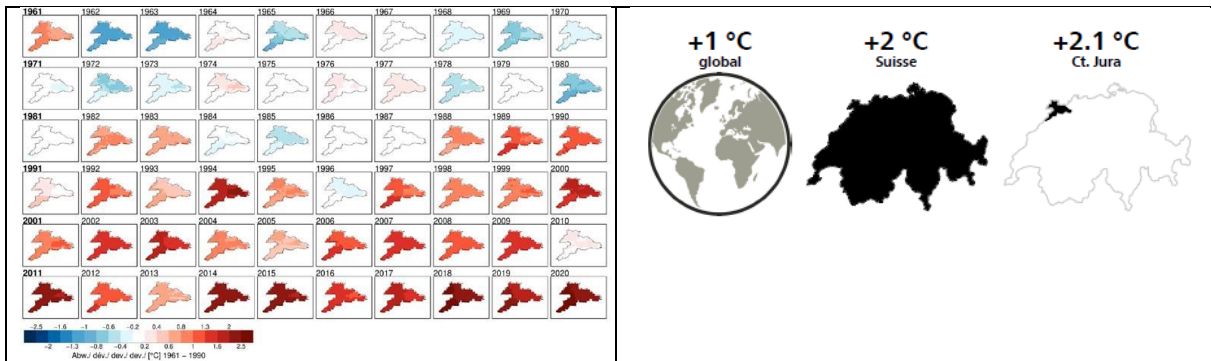 1961 1962 1963 1964 1965 1966 1967 1968 1969 1970
1971 1972 1973 1974 1975 1976 1977 1978 1979 1980
1981 1982 1983 1984 1985 1986 1987 1988 1989 1990
1991 1992 1993 1994 1995 1996 1997 1998 1999 2000
2001 2002 2003 2004 2005 2006 2007 2008 2009 2010
2011 2012 2013 2014 2015 2016 2017 2018 2019 2020
−2.5 −1.6 −1 −0.4 0.2 0.6 1 1.6 2.5
−2 −1.3 −0.8 −0.2 0.4 0.8 1.3 2
Abw./ dév./ dev./ dev./ [°C] 1961 − 1990
+1 °C
global
+2 °C
Suisse
+2.1 °C
Ct. Jura